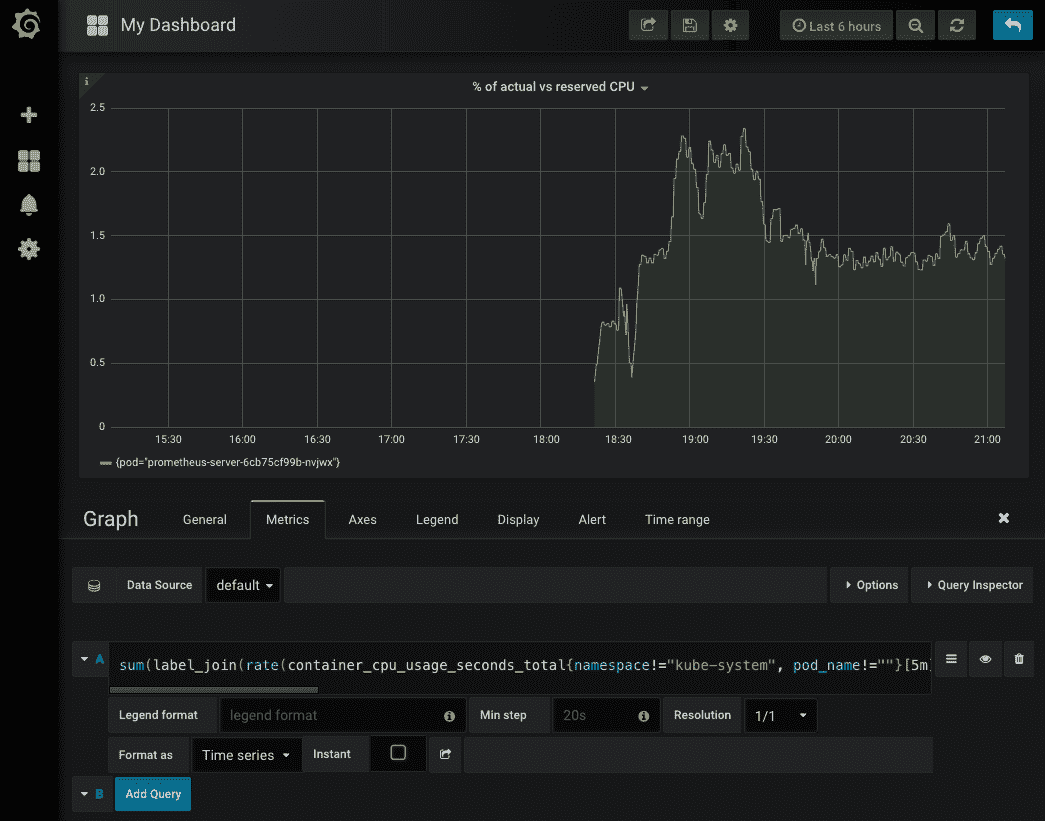 My Dashboard
Last 6 hours
i
% of actual vs reserved CPU
2.5
2.0
1.5
1.0
0.5
0
15:30 16:00 16:30 17:00 17:30 18:00 18:30 19:00 19:30 20:00 20:30 21:00
{pod="prometheus-server-6cb75cf99b-nvjwx"}
Graph General Metrics Axes Legend Display Alert Time range
Data Source default Options Query Inspector
A sum(label_join(rate(container_cpu_usage_seconds_total{namespace!="kube-system", pod_name!=""}[5m]
Legend format legend format Min step 20s Resolution 1/1
Format as Time series Instant
B Add Query